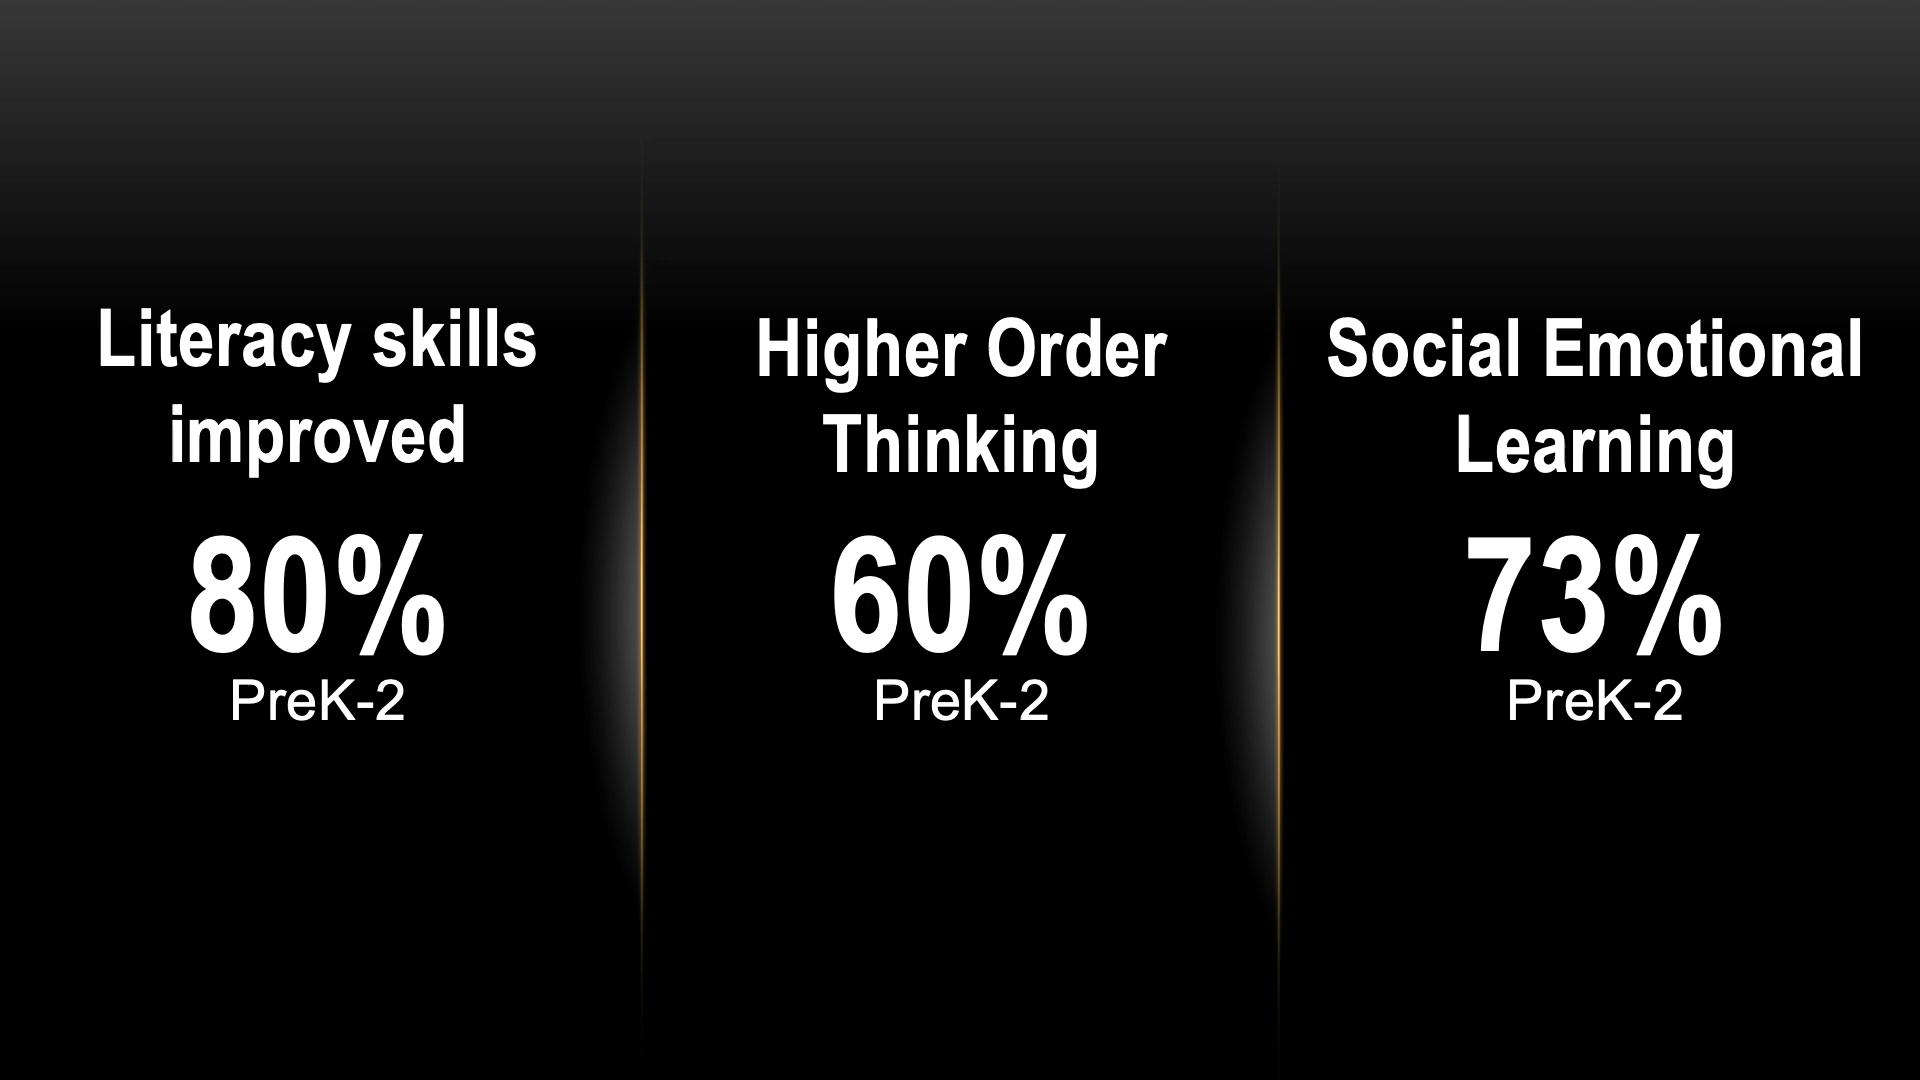 Literacy skills
improved
80%
PreK-2
Higher Order
Thinking
60%
PreK-2
Social Emotional
Learning
73%
PreK-2